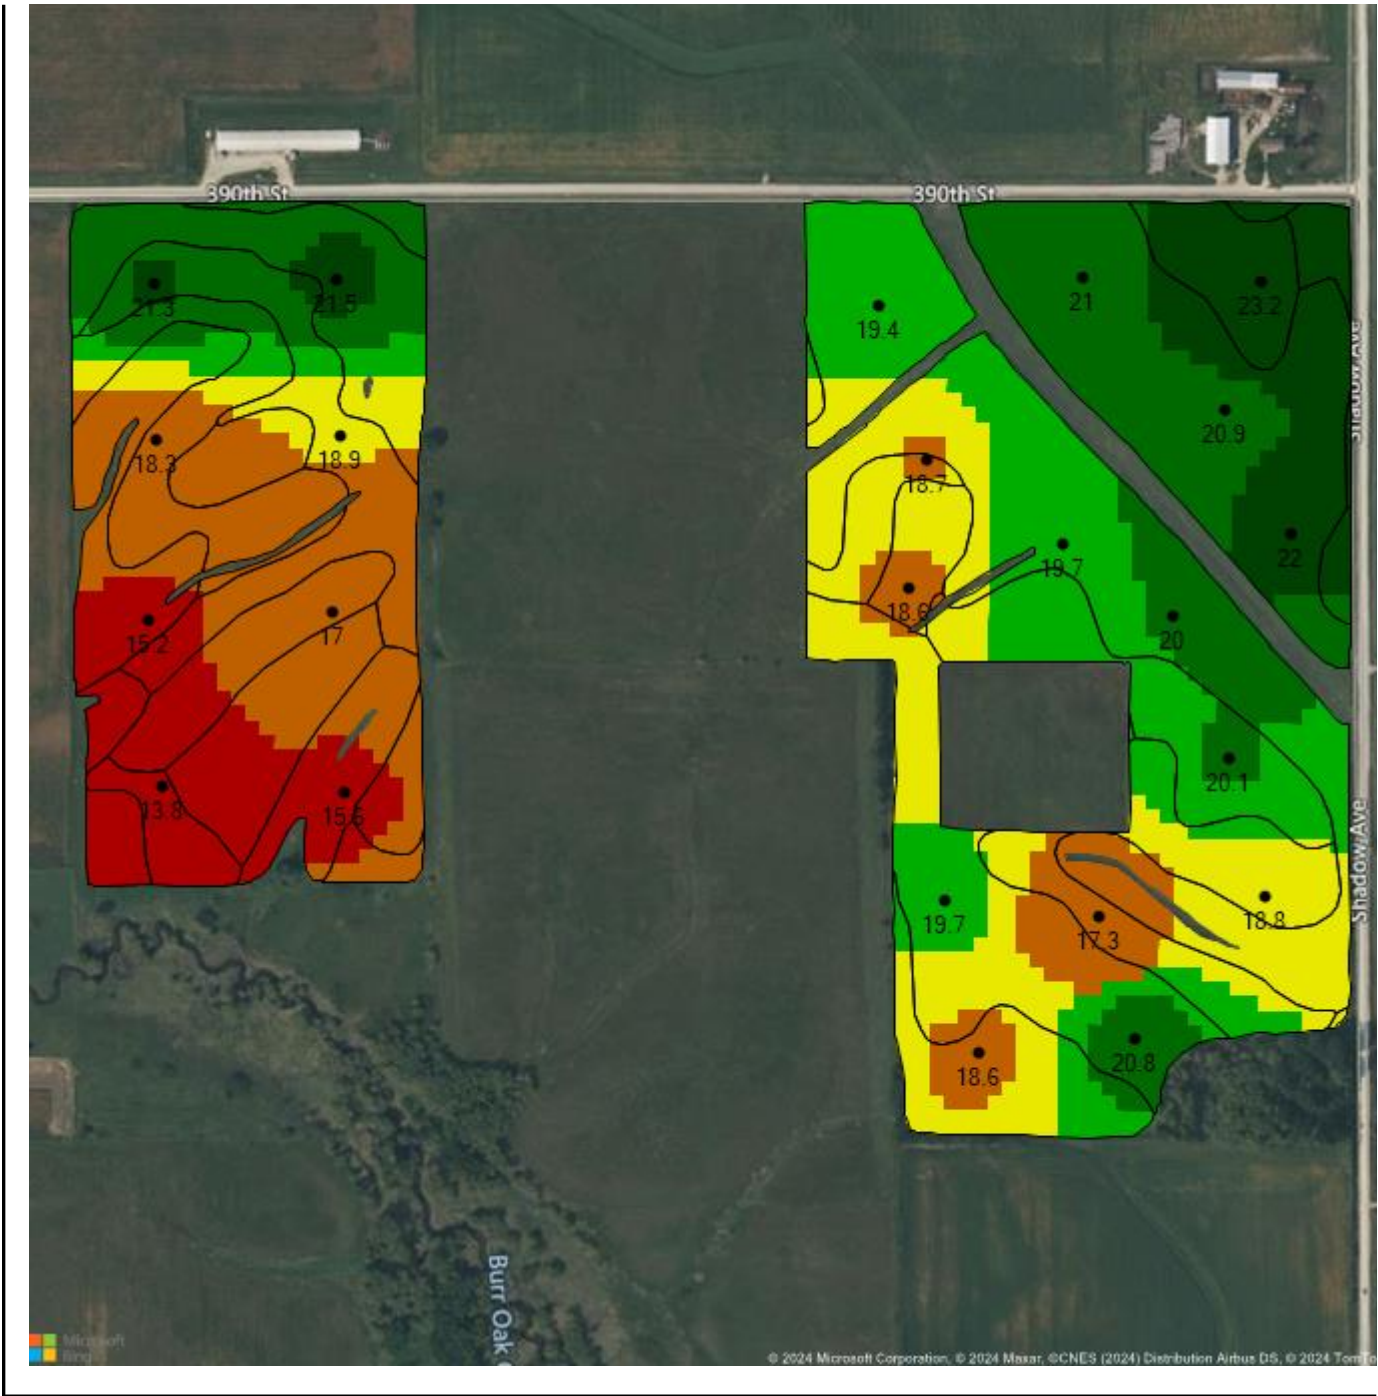 390th St
390th St
21.3
21.5
19.4
21
23.2
Shadow Ave
20.9
18.3
18.9
18.7
22
19.7
18.6
15.2
17
20
20.1
13.8
15.6
Shadow Ave
19.7
17.3
18.8
18.6
20.8
Burr Oak
Microsoft
Bing
© 2024 Microsoft Corporation, © 2024 Maxar, ©CNES (2024) Distribution Airbus DS, © 2024 TomTo